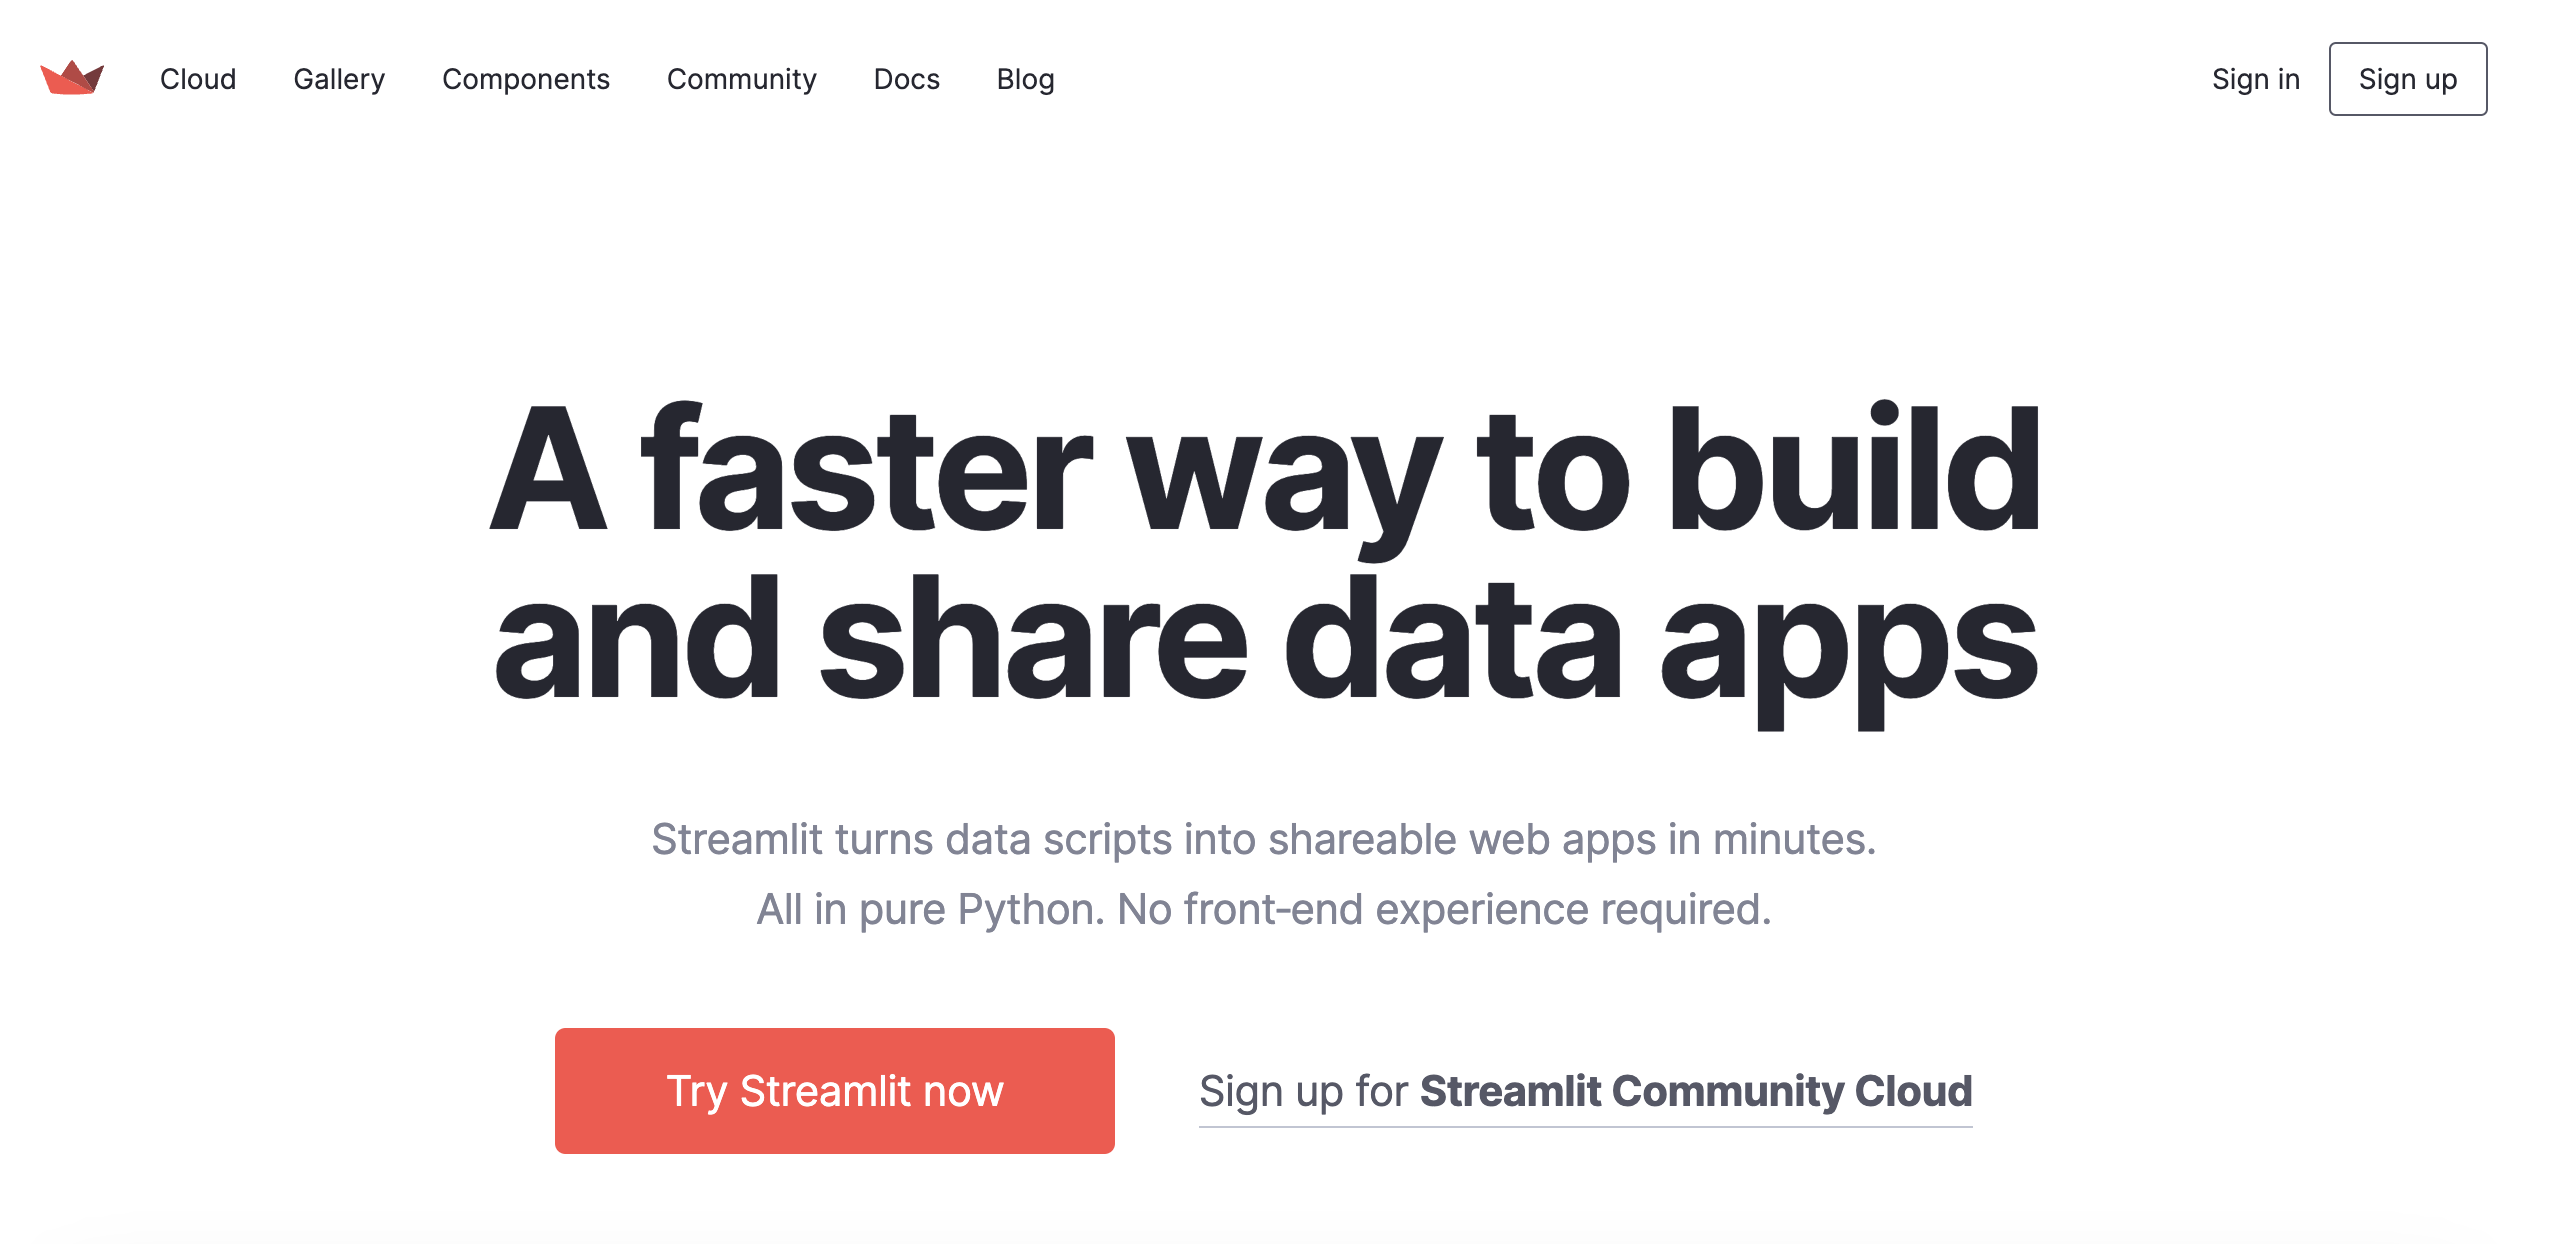 Cloud Gallery Components Community Docs Blog Sign in Sign up
A faster way to build
and share data apps
Streamlit turns data scripts into shareable web apps in minutes.
All in pure Python. No front-end experience required.
Try Streamlit now Sign up for Streamlit Community Cloud